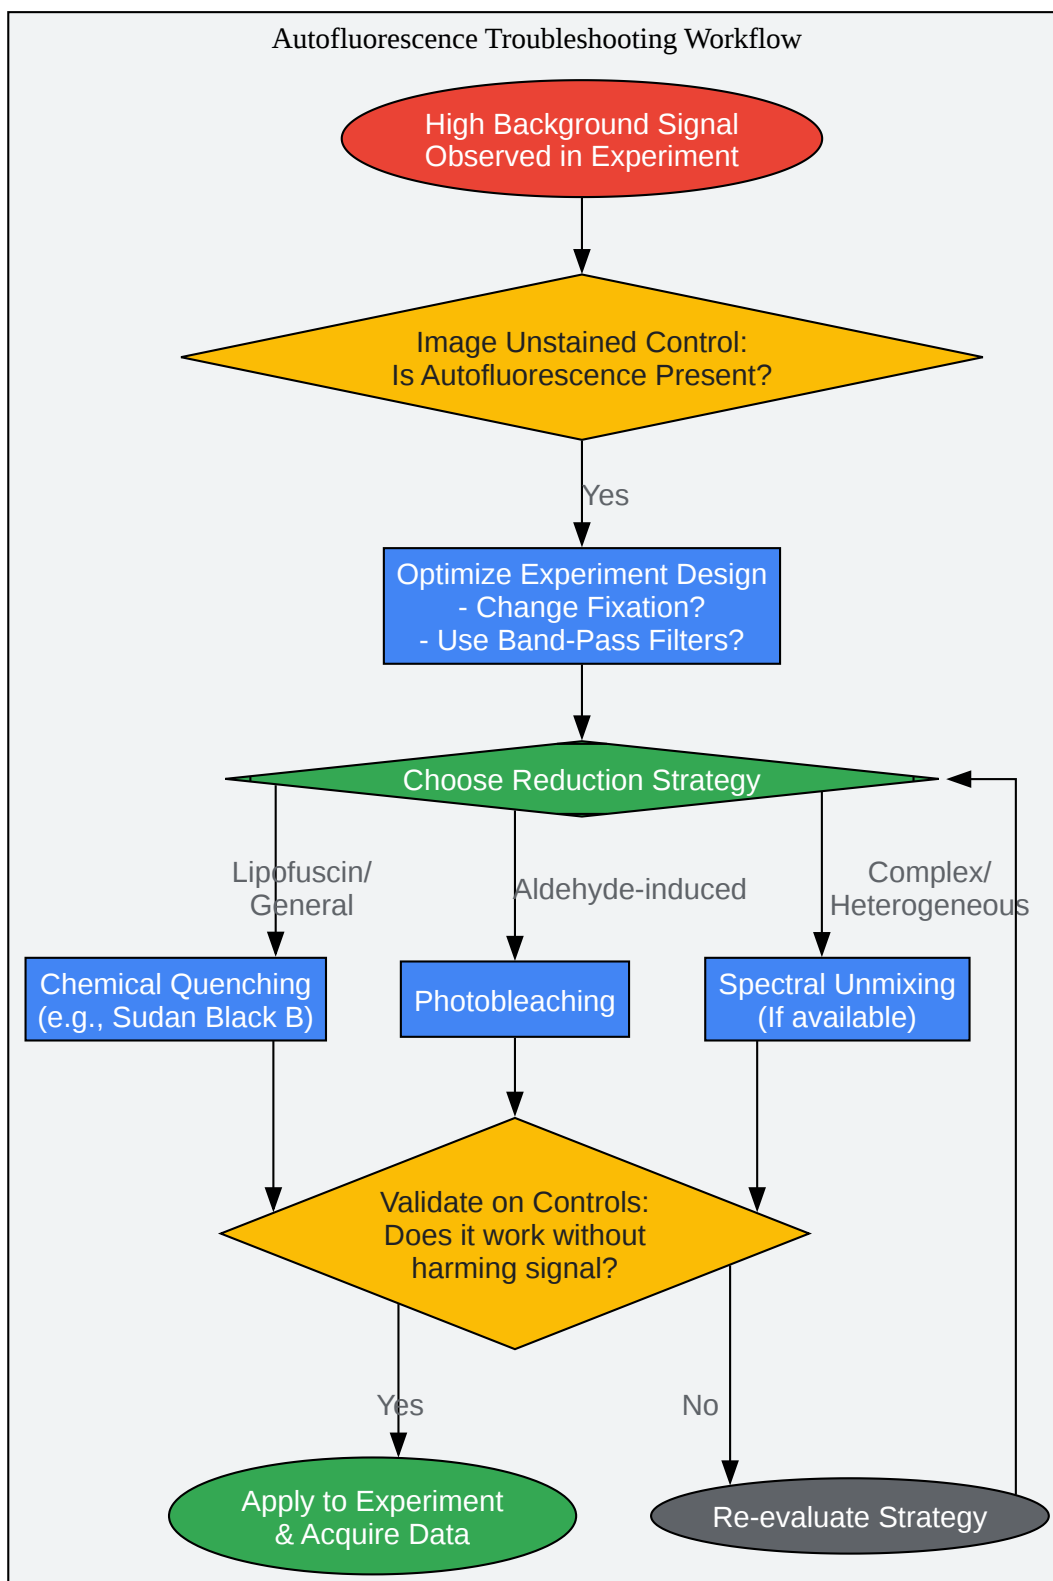 Autofluorescence Troubleshooting Workflow
High Background Signal
Observed in Experiment
Image Unstained Control:
Is Autofluorescence Present?
Yes
Optimize Experiment Design
- Change Fixation?
- Use Band-Pass Filters?
Choose Reduction Strategy
Lipofuscin/
General
Aldehyde-induced
Complex/
Heterogeneous
Chemical Quenching
(e.g., Sudan Black B)
Photobleaching
Spectral Unmixing
(If available)
Validate on Controls:
Does it work without
harming signal?
Yes
No
Apply to Experiment
& Acquire Data
Re-evaluate Strategy